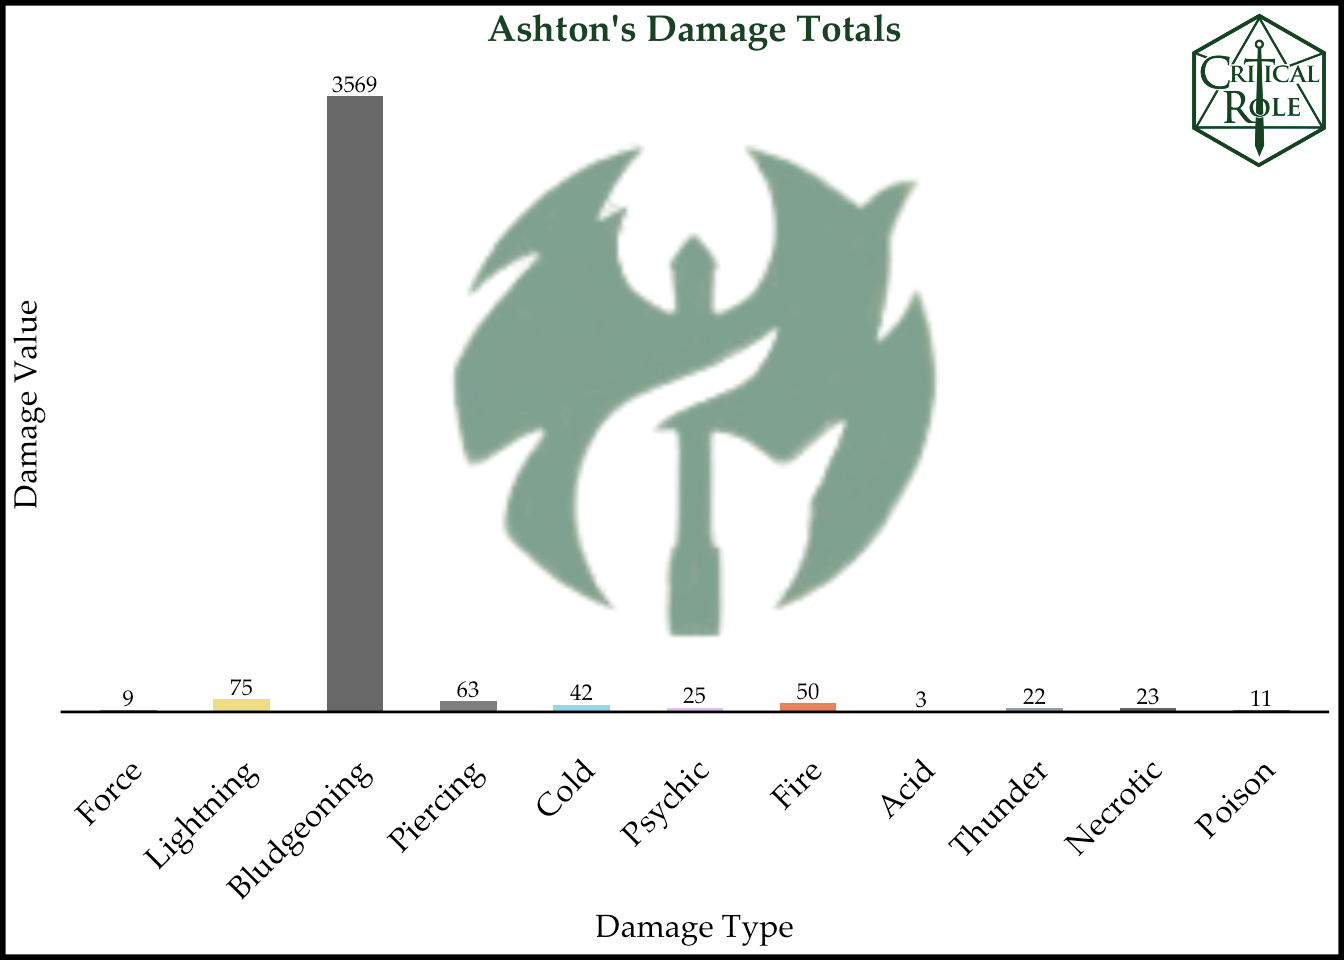 Ashton's Damage Totals
CRITICAL
ROLE
Damage Value
3569
9
75
63
42
25
50
3
22
23
11
Force
Lightning
Bludgeoning
Piercing
Cold
Psychic
Fire
Acid
Thunder
Necrotic
Poison
Damage Type